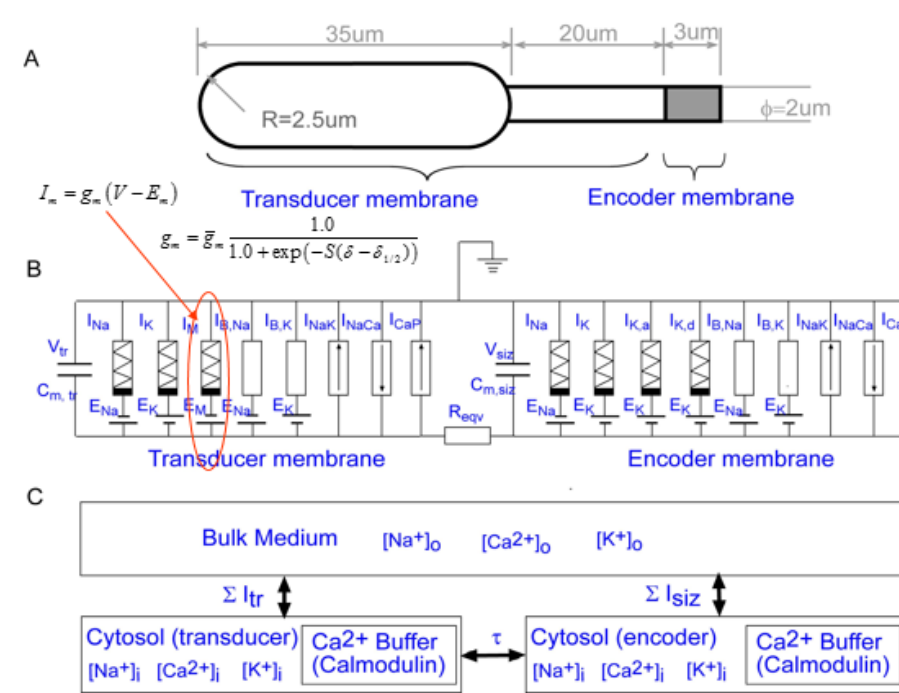 A
35um
20um
3um
R=2.5um
ϕ=2um
Transducer membrane
Encoder membrane
I_m = g_m (V − E_m)
g_m = g̅_m 1.0 / 1.0 + exp(−S(δ − δ_1/2))
B
I_Na I_K I_M I_B,Na I_B,K I_NaK I_NaCa I_CaP
I_Na I_K I_K,a I_K,d I_B,Na I_B,K I_NaK I_NaCa I_Ca
V_tr
V_siz
C_m, tr
C_m,siz
E_Na E_K E_M E_Na E_K
R_eqv
E_Na E_K E_K E_K E_Na E_K
Transducer membrane
Encoder membrane
C
Bulk Medium [Na+]o [Ca2+]o [K+]o
Σ I_tr
Σ I_siz
Cytosol (transducer)
[Na+]i [Ca2+]i [K+]i
Ca2+ Buffer
(Calmodulin)
τ
Cytosol (encoder)
[Na+]i [Ca2+]i [K+]i
Ca2+ Buffer
(Calmodulin)